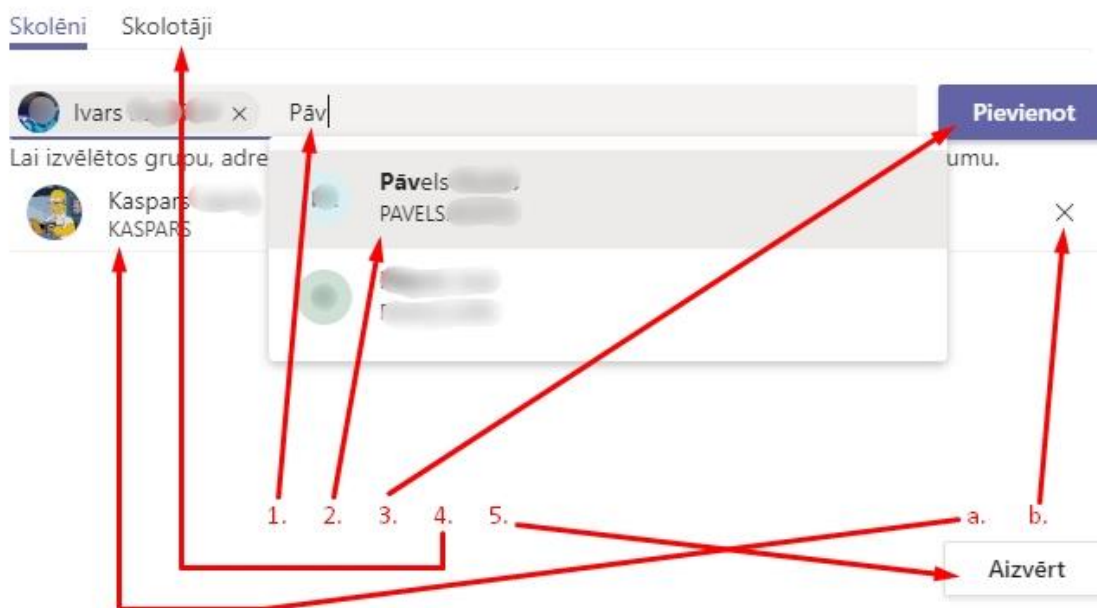 Skolēni Skolotāji
Ivars × Pāv
Pievienot
Lai izvēlētos grupu, adre umu.
Pāvels
PAVELS.
Kaspars
KASPARS
1. 2. 3. 4. 5. a. b.
Aizvērt